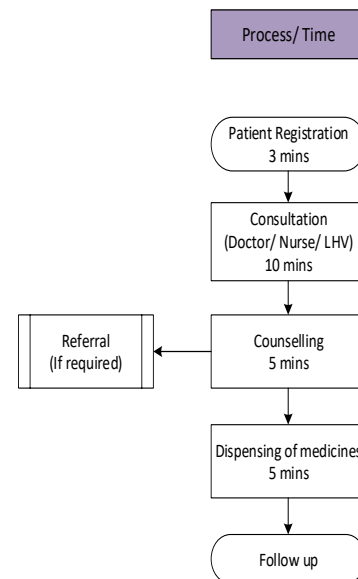 Process/ Time
Patient Registration
3 mins
Consultation
(Doctor/ Nurse/ LHV)
10 mins
Referral
(If required)
Counselling
5 mins
Dispensing of medicines
5 mins
Follow up